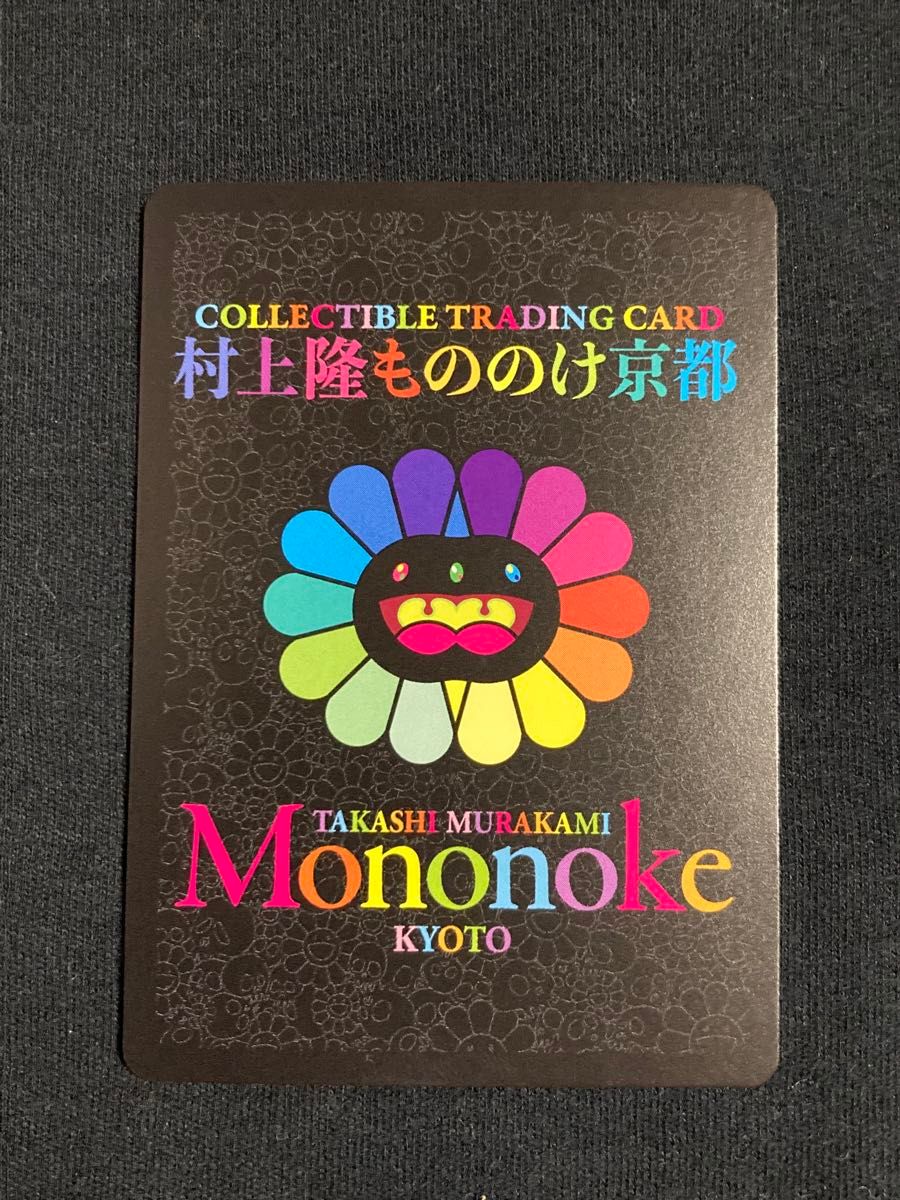 COLLECTIBLE TRADING CARD
村上隆もののけ京都
TAKASHI MURAKAMI
Mononoke
KYOTO